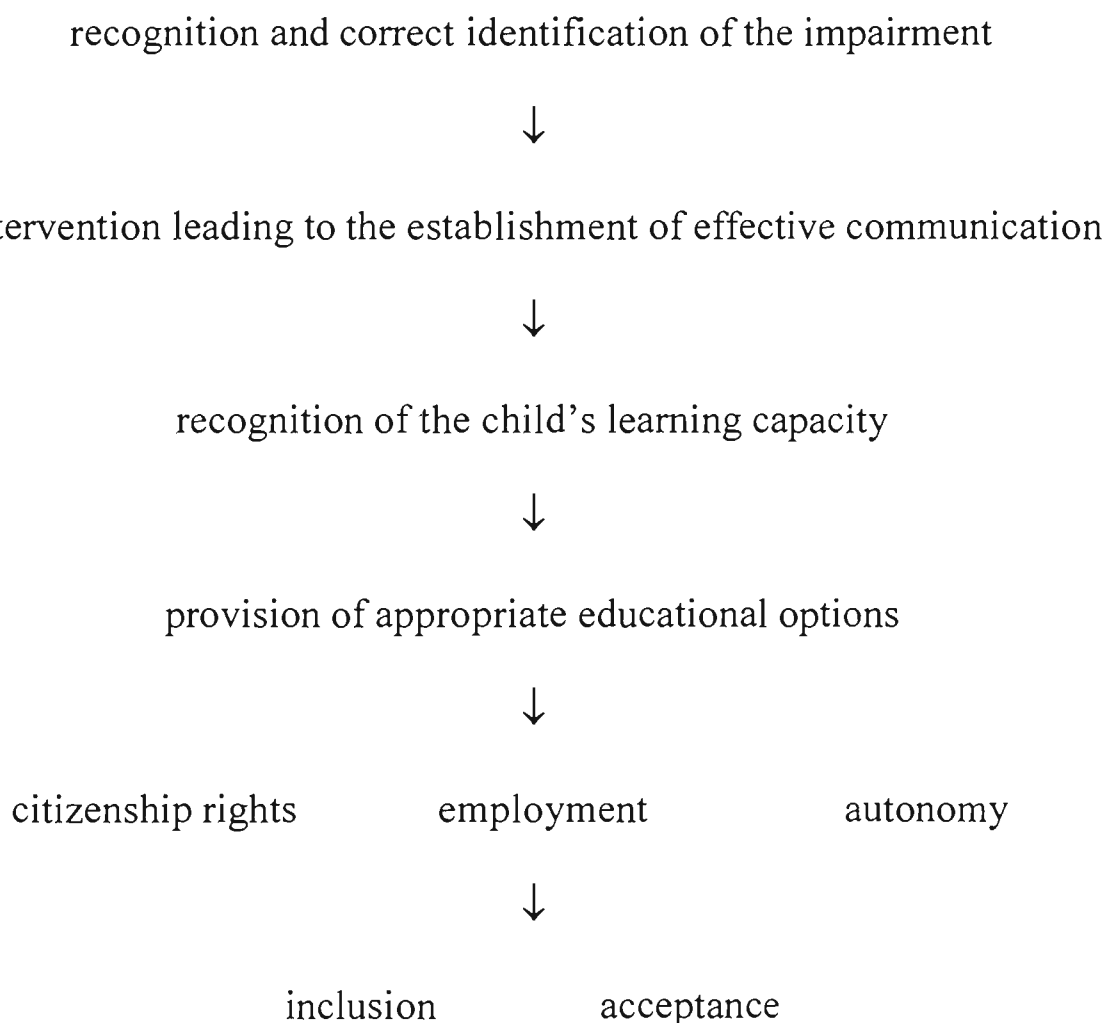 recognition and correct identification of the impairment
↓
tervention leading to the establishment of effective communication
↓
recognition of the child's learning capacity
↓
provision of appropriate educational options
↓
citizenship rights employment autonomy
↓
inclusion acceptance